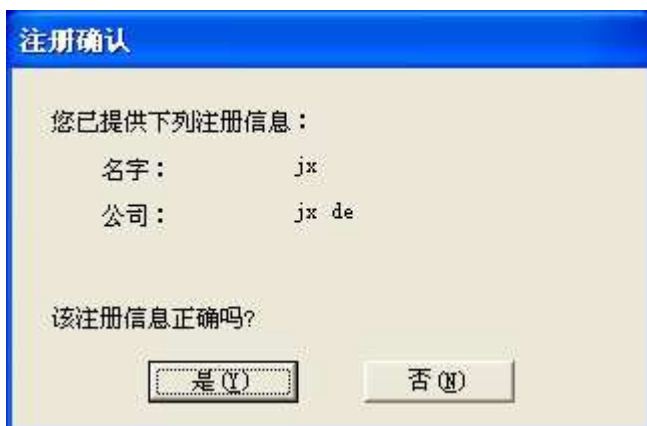 注册确认
您已提供下列注册信息：
名字： jx
公司： jx de
该注册信息正确吗?
是(Y) 否(N)